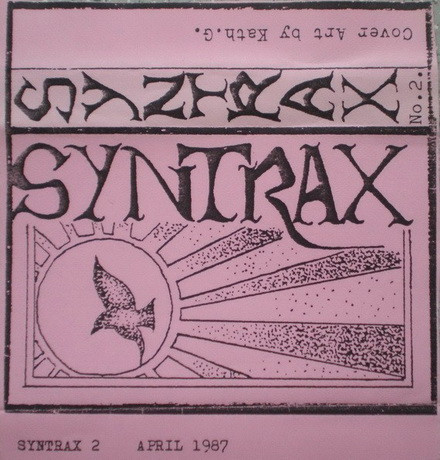 Cover Art by Kath.G.
SYNTRAX
No.2.
SYNTRAX
SYNTRAX 2 APRIL 1987